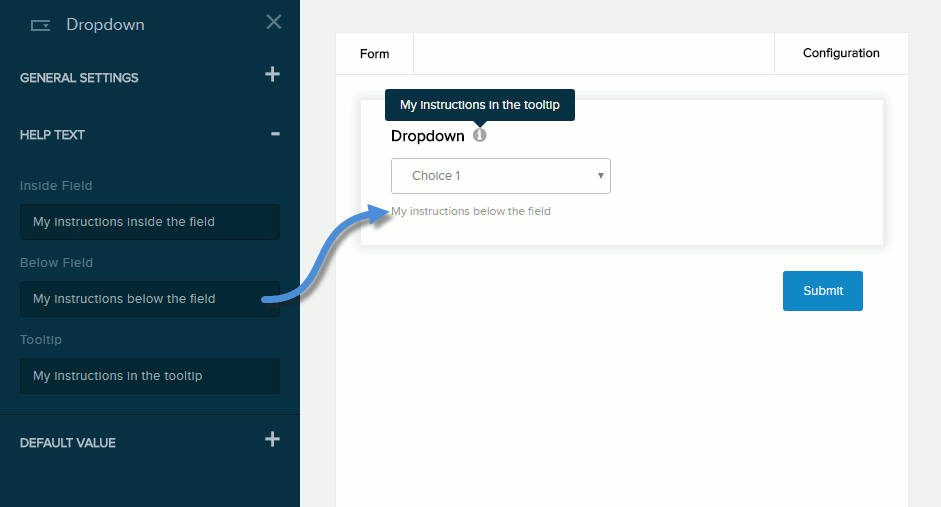 Dropdown
GENERAL SETTINGS
HELP TEXT
Inside Field
My instructions inside the field
Below Field
My instructions below the field
Tooltip
My instructions in the tooltip
DEFAULT VALUE
Form
Configuration
My instructions in the tooltip
Dropdown
Choice 1
My instructions below the field
Submit